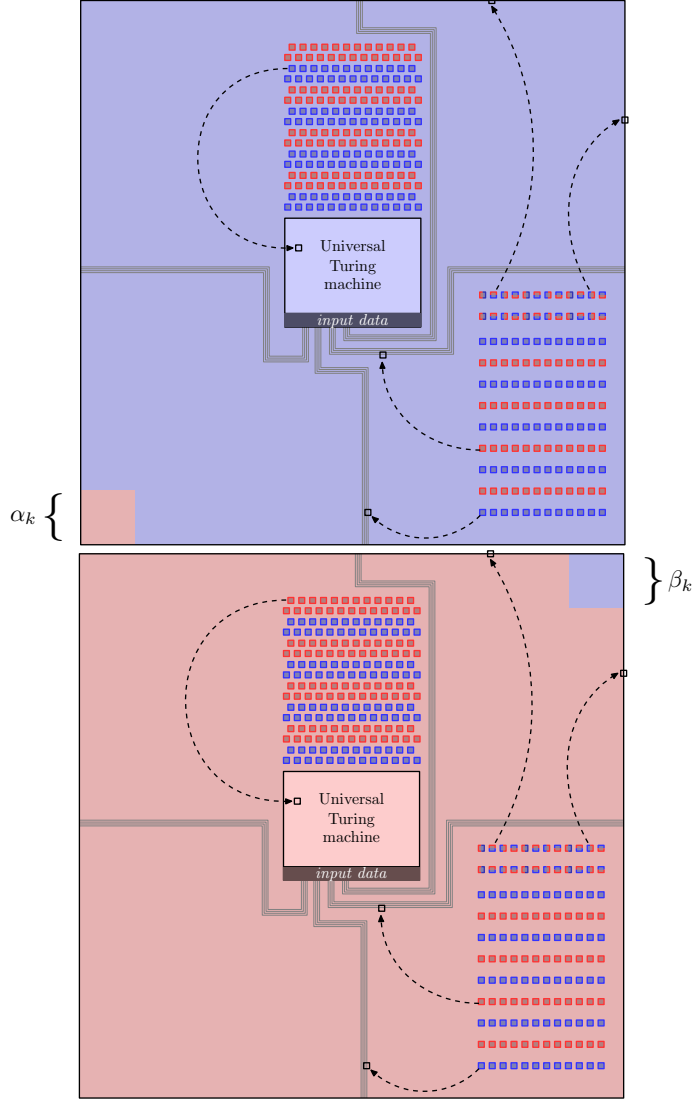 Universal
Turing
machine
input data
α_k {
} β_k
Universal
Turing
machine
input data